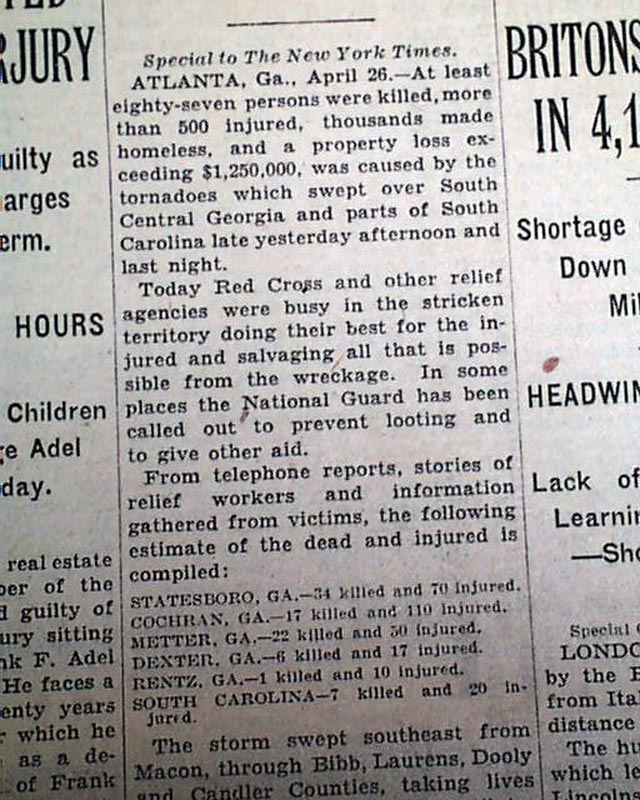 RJURY
uilty as
arges
erm.
HOURS
Children
ge Adel
day.
real estate
ber of the
d guilty of
ury sitting
nk F. Adel
He faces a
enty years
which he
as a de-
of Frank
Special to The New York Times.
ATLANTA, Ga., April 26.—At least
eighty-seven persons were killed, more
than 500 injured, thousands made
homeless, and a property loss ex-
ceeding $1,250,000, was caused by the
tornadoes which swept over South
Central Georgia and parts of South
Carolina late yesterday afternoon and
last night.
Today Red Cross and other relief
agencies were busy in the stricken
territory doing their best for the in-
jured and salvaging all that is pos-
sible from the wreckage. In some
places the National Guard has been
called out to prevent looting and
to give other aid.
From telephone reports, stories of
relief workers and information
gathered from victims, the following
estimate of the dead and injured is
compiled:
STATESBORO, GA.—34 killed and 70 injured.
COCHRAN, GA.—17 killed and 110 injured.
METTER, GA.—22 killed and 50 injured.
DEXTER, GA.—6 killed and 17 injured.
RENTZ, GA.—1 killed and 10 injured.
SOUTH CAROLINA—7 killed and 20 in-
jured.
The storm swept southeast from
Macon, through Bibb, Laurens, Dooly
and Candler Counties, taking lives
BRITONS
IN 4,1
Shortage
Down
Mil
HEADWIN
Lack of
Learnin
—Sho
Special
LONDO
by the B
from Ita
distance
The hu
which le
Lincoln